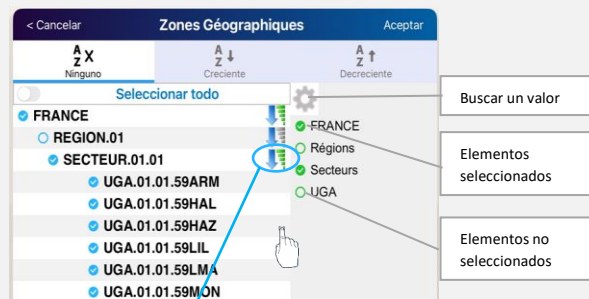 < Cancelar Zones Géographiques Aceptar
A Z X
Ninguno
A Z ↓
Creciente
A Z ↑
Decreciente
Seleccionar todo
FRANCE
REGION.01
SECTEUR.01.01
UGA.01.01.59ARM
UGA.01.01.59HAL
UGA.01.01.59HAZ
UGA.01.01.59LIL
UGA.01.01.59LMA
UGA.01.01.59MON
FRANCE
Régions
Secteurs
UGA
Buscar un valor
Elementos
seleccionados
Elementos no
seleccionados